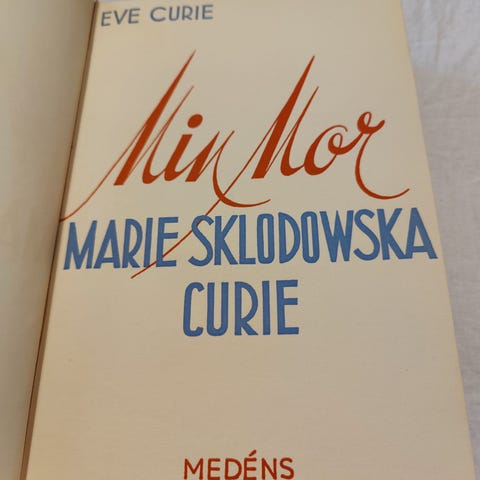 EVE CURIE
Min Mor
MARIE SKLODOWSKA
CURIE
MEDÉNS